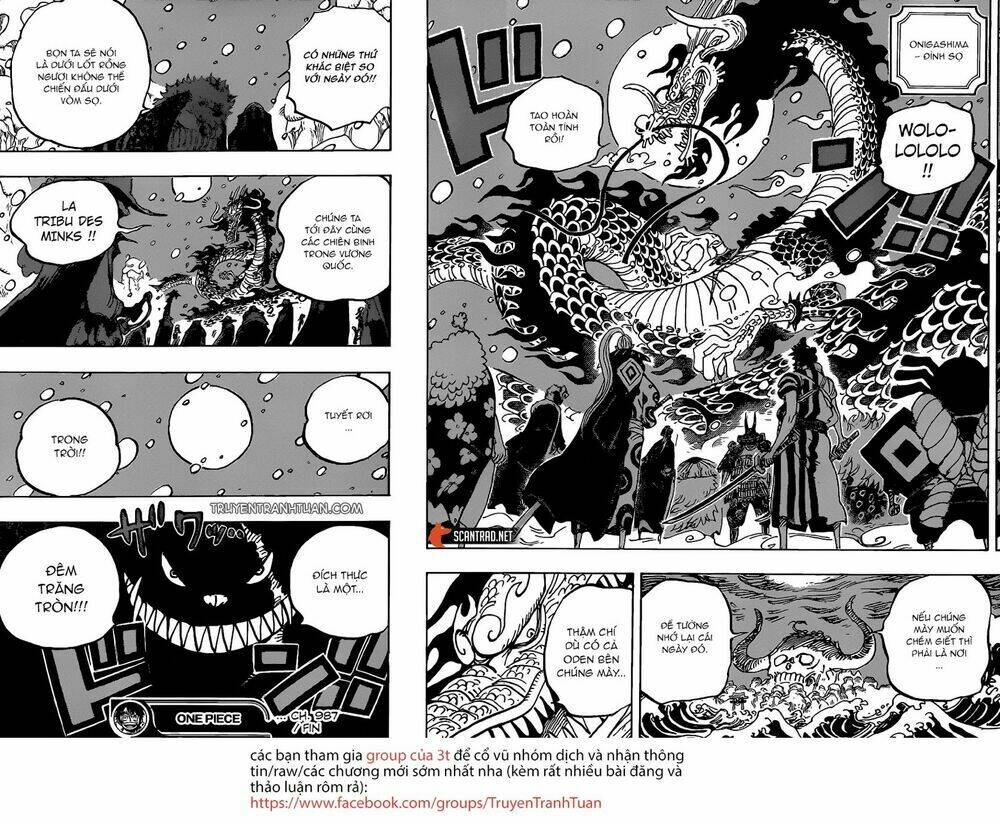 ONIGASHIMA
– ĐỈNH SỌ
WOLO-
LOLOLO
!!
TAO HOÀN
TOÀN TỈNH
RỒI!
NẾU CHÚNG
MÀY MUỐN
CHÉM GIẾT THÌ
PHẢI LÀ NƠI
...
ĐỂ TƯỞNG
NHỚ LẠI CÁI
NGÀY ĐÓ.
THẬM CHÍ
DÙ CÓ CẢ
ODEN BÊN
CHÚNG MÀY...
SCANTRAD.NET
CÓ NHỮNG THỨ
KHÁC BIỆT SO
VỚI NGÀY ĐÓ!!
BỌN TA SẼ NÓI
LÀ DƯỚI LỐT RỒNG
NGƯƠI KHÔNG THỂ
CHIẾN ĐẤU DƯỚI
VÒM SỌ.
CHÚNG TA
TỚI ĐÂY CÙNG
CÁC CHIẾN BINH
TRONG VƯƠNG
QUỐC.
LA
TRIBU DES
MINKS !!
TUYẾT RƠI
...
TRONG
TRỜI!!
TRUYENTRANHTUAN.COM
ĐÍCH THỰC
LÀ MỘT...
ĐÊM
TRĂNG
TRÒN!!!
ONE PIECE
... CH. 987
/ FIN
các bạn tham gia group của 3t để cổ vũ nhóm dịch và nhận thông
tin/raw/các chương mới sớm nhất nha (kèm rất nhiều bài đăng và
thảo luận rôm rả):
https://www.facebook.com/groups/TruyenTranhTuan